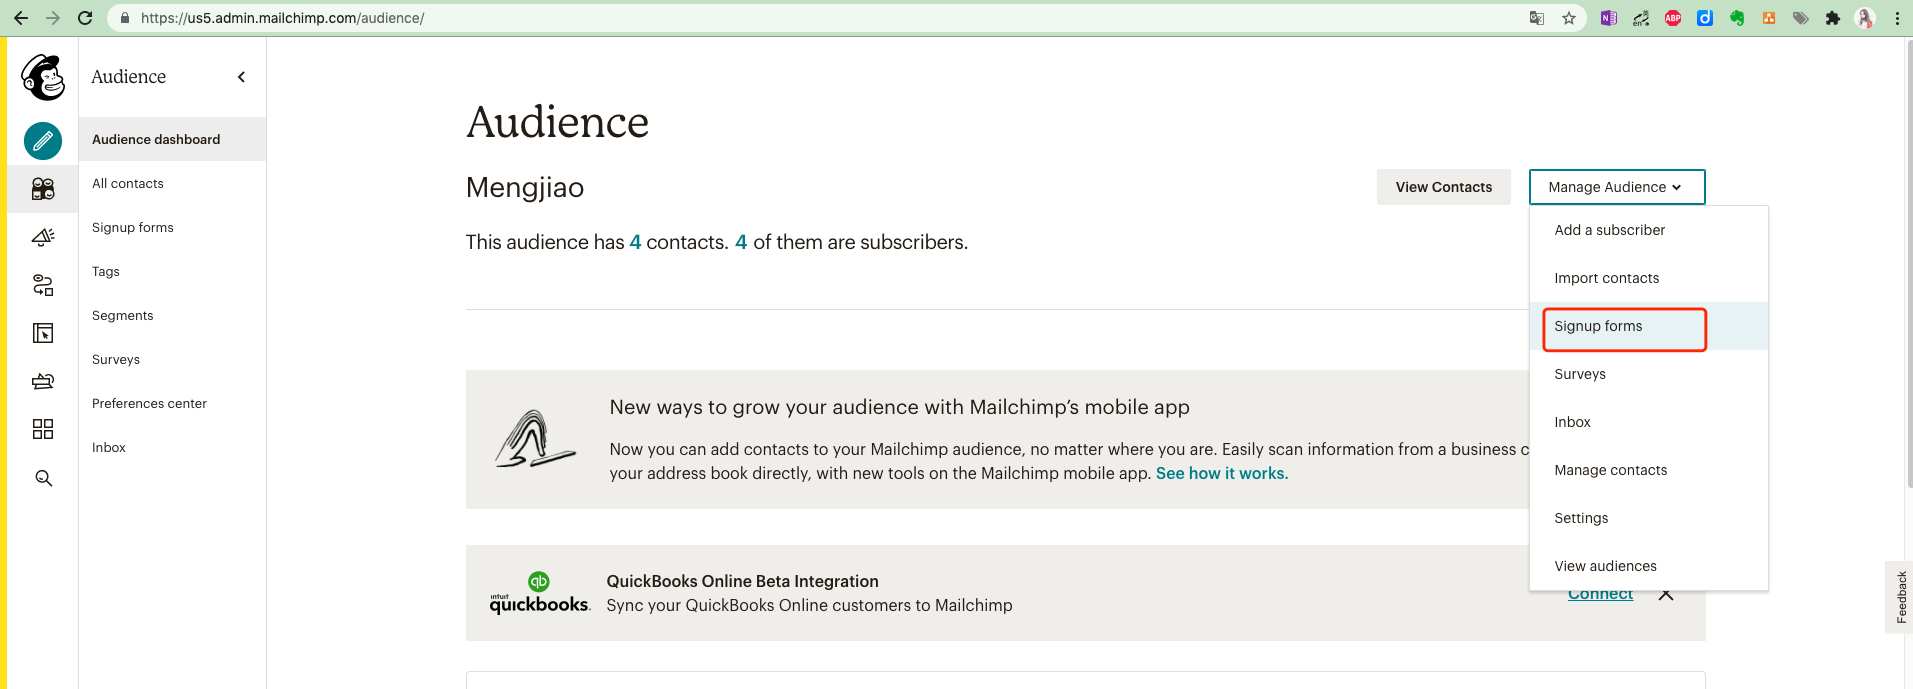 https://us5.admin.mailchimp.com/audience/
Audience
Audience dashboard
All contacts
Signup forms
Tags
Segments
Surveys
Preferences center
Inbox
Audience
Mengjiao
View Contacts
Manage Audience
This audience has 4 contacts. 4 of them are subscribers.
Add a subscriber
Import contacts
Signup forms
Surveys
Inbox
Manage contacts
Settings
View audiences
New ways to grow your audience with Mailchimp's mobile app
Now you can add contacts to your Mailchimp audience, no matter where you are. Easily scan information from a business c
your address book directly, with new tools on the Mailchimp mobile app. See how it works.
qb
intuit
quickbooks.
QuickBooks Online Beta Integration
Sync your QuickBooks Online customers to Mailchimp
Connect
Feedback
ABP